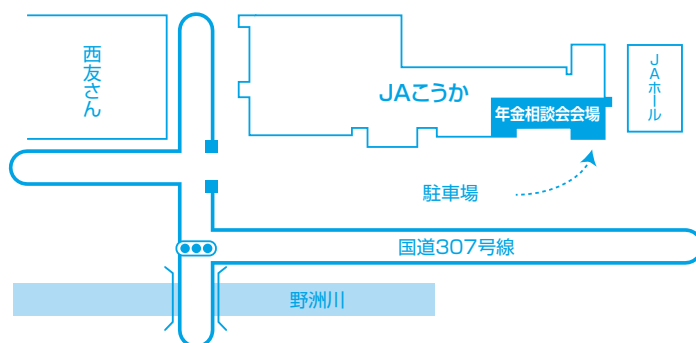 西友さん
JAこうか
年金相談会会場
JAホール
駐車場
国道307号線
野洲川